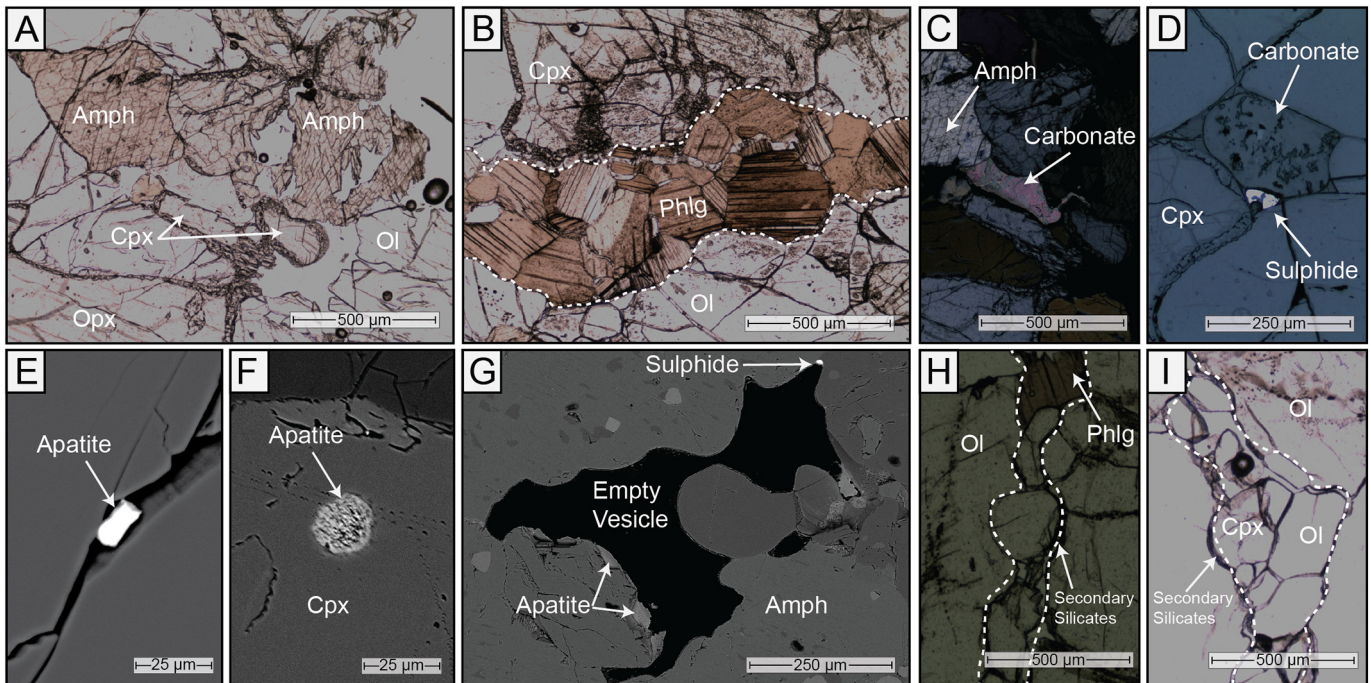 A
Amph
Amph
Cpx
Ol
Opx
500 µm
B
Cpx
Phlg
Ol
500 µm
C
Amph
Carbonate
500 µm
D
Carbonate
Cpx
Sulphide
250 µm
E
Apatite
25 µm
F
Apatite
Cpx
25 µm
G
Sulphide
Empty
Vesicle
Apatite
Amph
250 µm
H
Ol
Phlg
Secondary
Silicates
500 µm
I
Ol
Cpx
Ol
Secondary
Silicates
500 µm